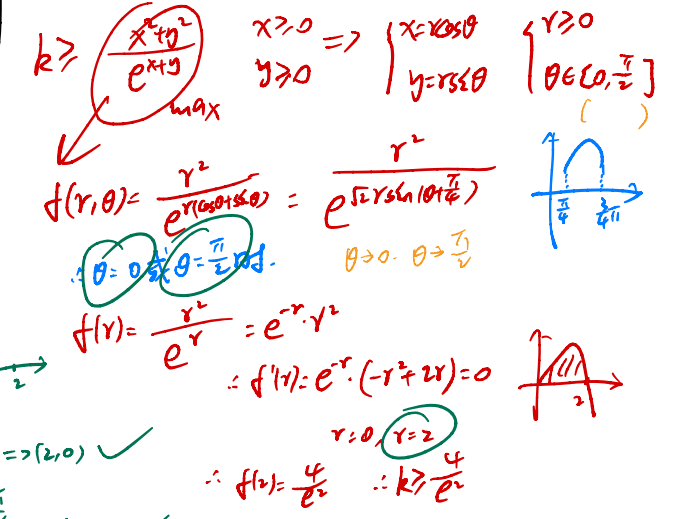 k ≥ x²+y² / e^(x+y) max   x ≥ 0   y ≥ 0   =>   { x = rcosθ   y = rsinθ   { r ≥ 0   θ ∈ [0, π/2]
( )
f(r,θ) = r² / e^(r(cosθ+sinθ)) = r² / e^(√2 r sin(θ+π/4))
π/4   3/4 π
∴ θ = 0   θ = π/2 时.   θ→0. θ→π/2
f(r) = r² / e^r = e^(-r)·r²
∴ f'(r) = e^(-r)·(-r²+2r) = 0
2
2
r=0, r=2
=>(2,0) ✓
∴ f(2) = 4/e²   ∴ k ≥ 4/e²